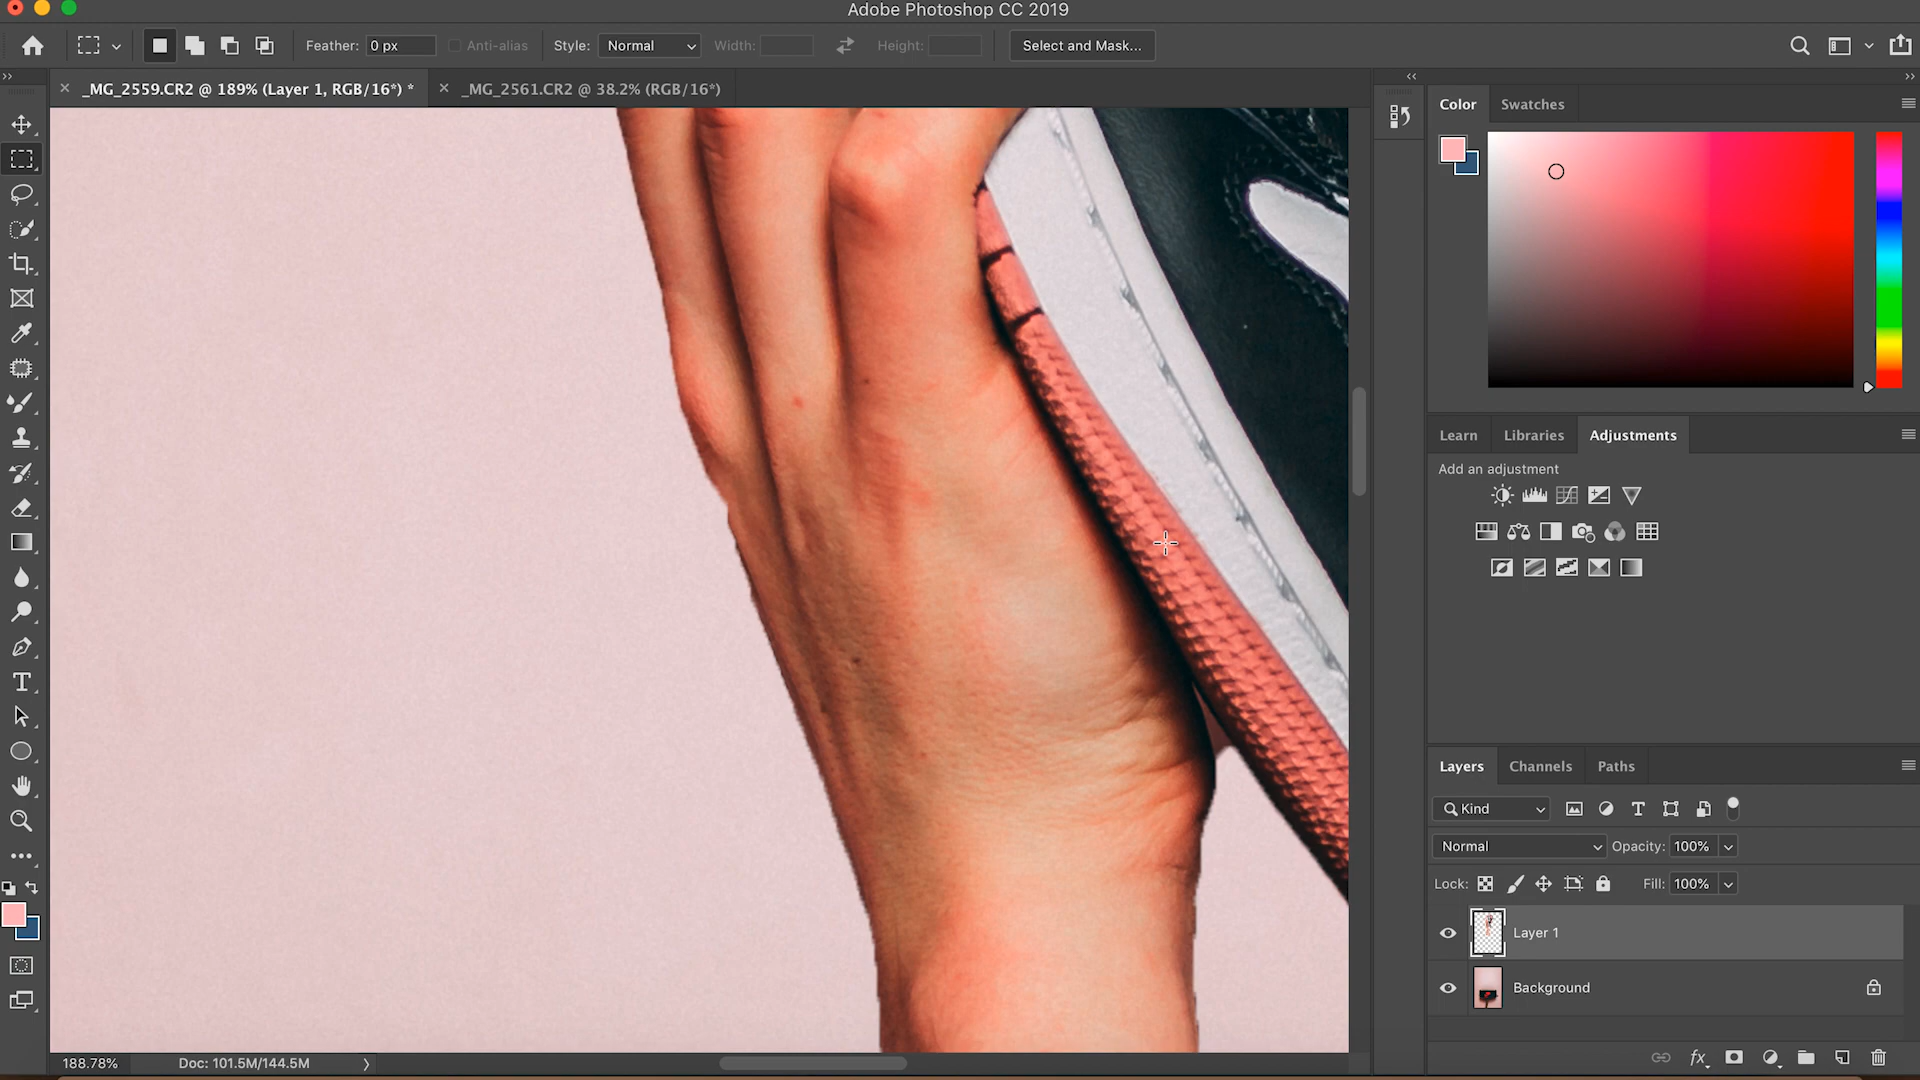 Adobe Photoshop CC 2019
Feather: 0 px Anti-alias Style: Normal Width: Height: Select and Mask...
_MG_2559.CR2 @ 189% (Layer 1, RGB/16*) * _MG_2561.CR2 @ 38.2% (RGB/16*)
Color Swatches
Learn Libraries Adjustments
Add an adjustment
Layers Channels Paths
Kind
Normal Opacity: 100%
Lock: Fill: 100%
Layer 1
Background
188.78% Doc: 101.5M/144.5M
fx